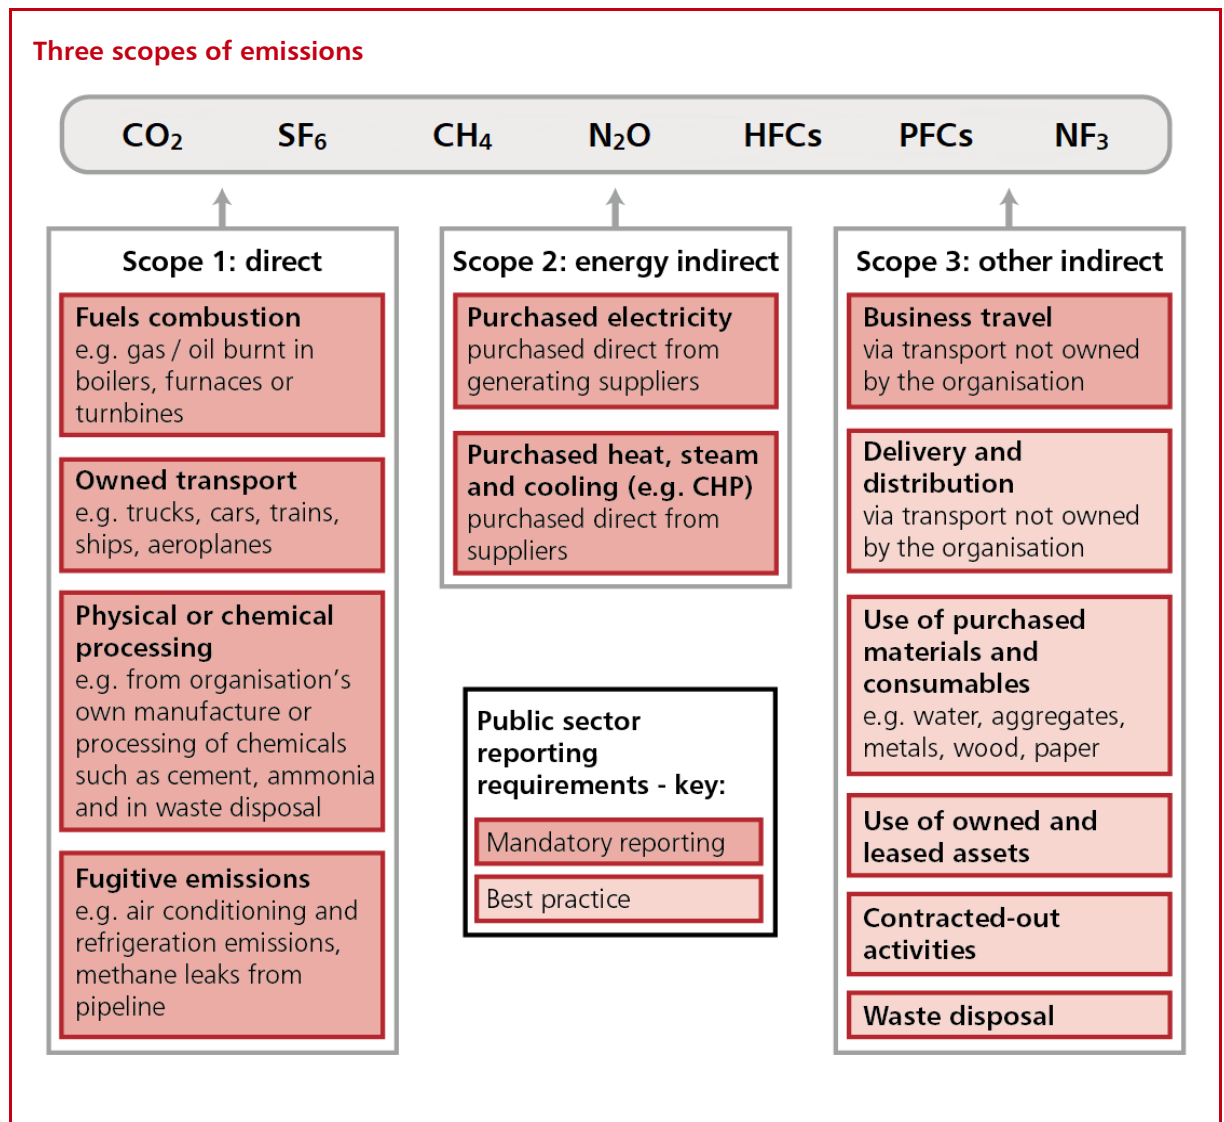 Three scopes of emissions
CO₂ SF₆ CH₄ N₂O HFCs PFCs NF₃
Scope 1: direct
Fuels combustion
e.g. gas / oil burnt in
boilers, furnaces or
turnbines
Owned transport
e.g. trucks, cars, trains,
ships, aeroplanes
Physical or chemical
processing
e.g. from organisation’s
own manufacture or
processing of chemicals
such as cement, ammonia
and in waste disposal
Fugitive emissions
e.g. air conditioning and
refrigeration emissions,
methane leaks from
pipeline
Scope 2: energy indirect
Purchased electricity
purchased direct from
generating suppliers
Purchased heat, steam
and cooling (e.g. CHP)
purchased direct from
suppliers
Public sector
reporting
requirements - key:
Mandatory reporting
Best practice
Scope 3: other indirect
Business travel
via transport not owned
by the organisation
Delivery and
distribution
via transport not owned
by the organisation
Use of purchased
materials and
consumables
e.g. water, aggregates,
metals, wood, paper
Use of owned and
leased assets
Contracted-out
activities
Waste disposal